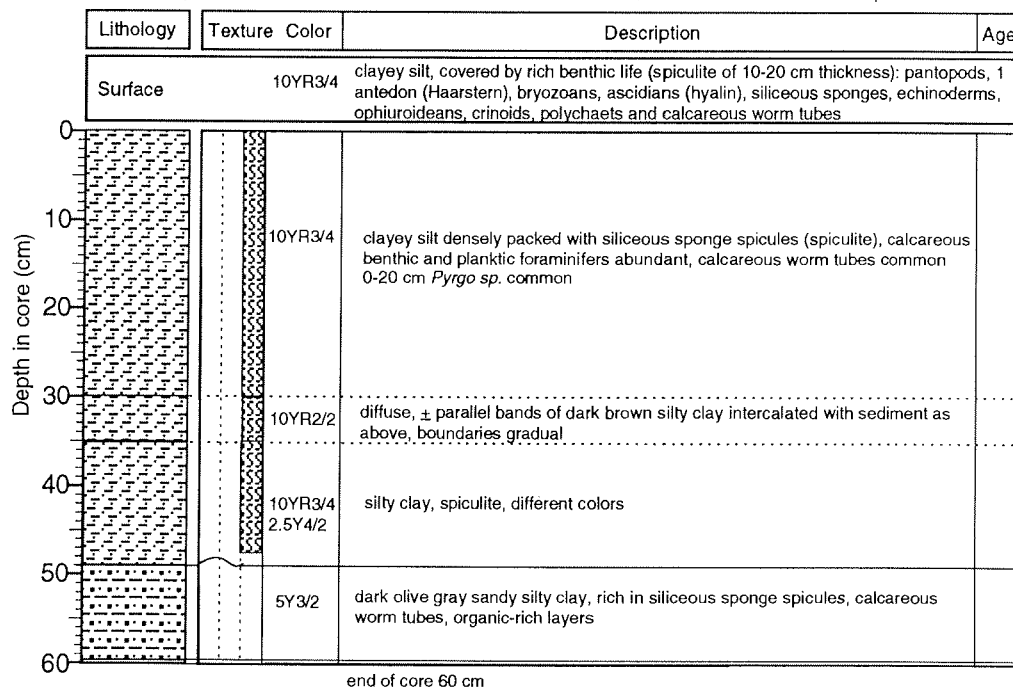 Lithology Texture Color Description Age
Surface 10YR3/4 clayey silt, covered by rich benthic life (spiculite of 10-20 cm thickness): pantopods, 1
antedon (Haarstern), bryozoans, ascidians (hyalin), siliceous sponges, echinoderms,
ophiuroideans, crinoids, polychaets and calcareous worm tubes
Depth in core (cm)
0
10
10YR3/4 clayey silt densely packed with siliceous sponge spicules (spiculite), calcareous
benthic and planktic foraminifers abundant, calcareous worm tubes common
0-20 cm Pyrgo sp. common
20
30
10YR2/2 diffuse, ± parallel bands of dark brown silty clay intercalated with sediment as
above, boundaries gradual
40
10YR3/4 silty clay, spiculite, different colors
2.5Y4/2
50
5Y3/2 dark olive gray sandy silty clay, rich in siliceous sponge spicules, calcareous
worm tubes, organic-rich layers
60
end of core 60 cm